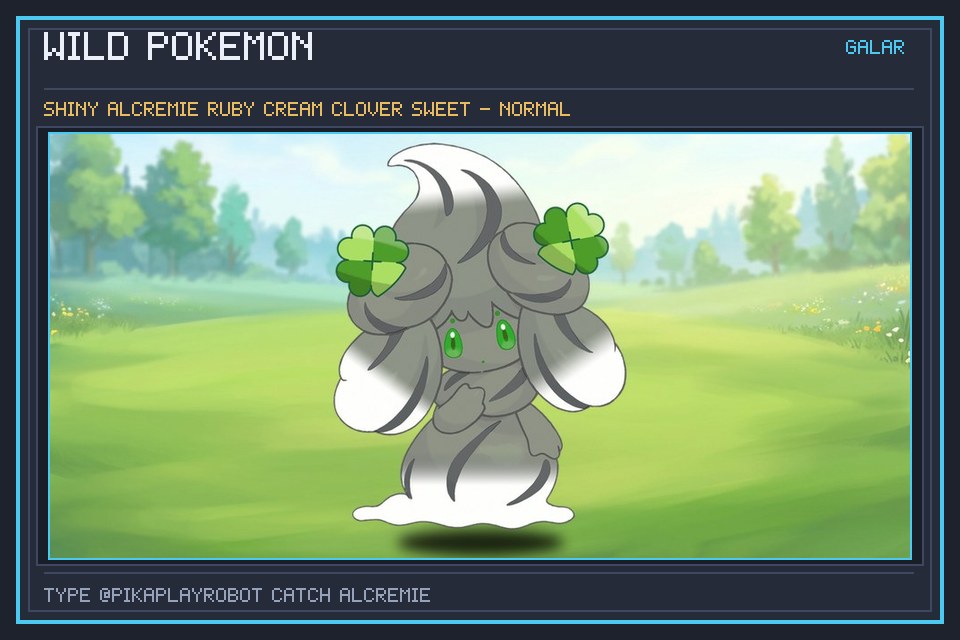 WILD POKEMON
GALAR
SHINY ALCREMIE RUBY CREAM CLOVER SWEET - NORMAL
TYPE @PIKAPLAYROBOT CATCH ALCREMIE